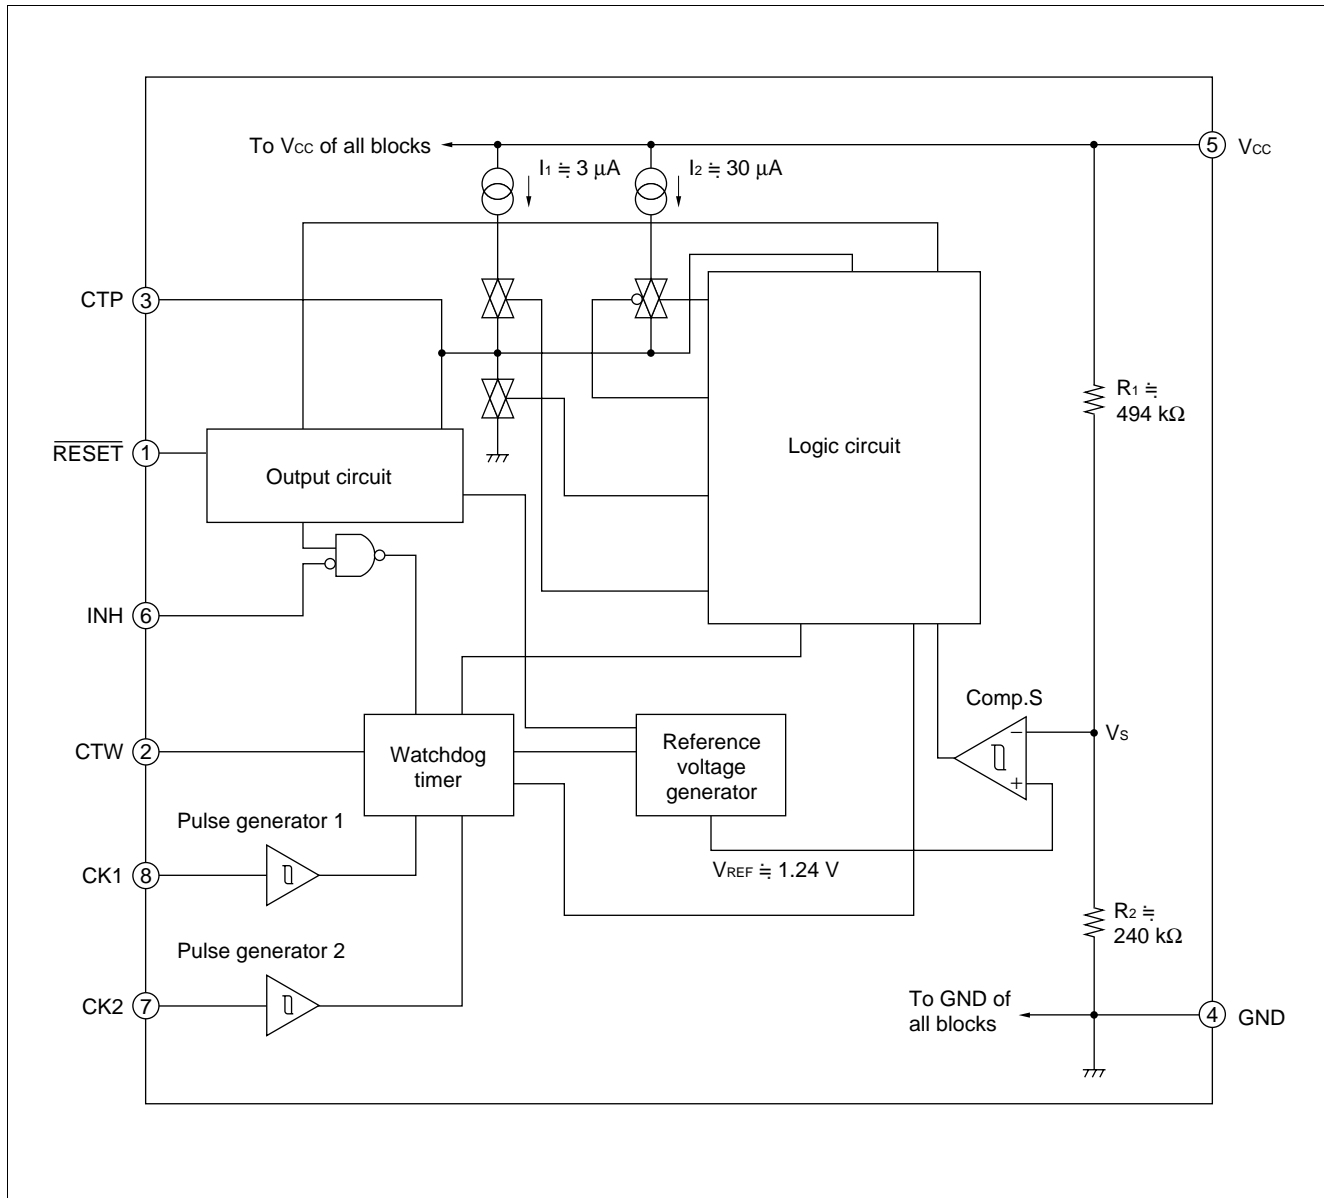 To VCC of all blocks
I1 ≒ 3 μA
I2 ≒ 30 μA
5
VCC
CTP
3
R1 ≒
494 kΩ
RESET
1
Output circuit
Logic circuit
INH
6
Comp.S
−
VS
+
CTW
2
Watchdog
timer
Reference
voltage
generator
Pulse generator 1
VREF ≒ 1.24 V
CK1
8
R2 ≒
240 kΩ
Pulse generator 2
CK2
7
To GND of
all blocks
4
GND